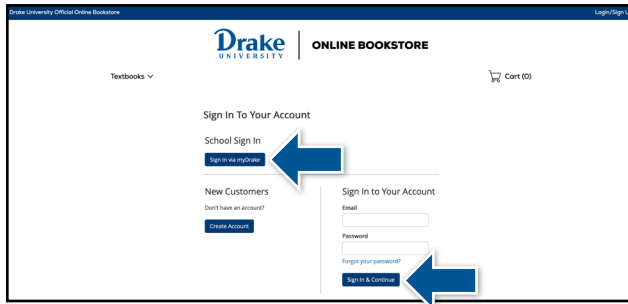 Drake University Official Online Bookstore
Login/Sign U
Drake
UNIVERSITY
ONLINE BOOKSTORE
Textbooks
Cart (0)
Sign In To Your Account
School Sign In
Sign In via myDrake
New Customers
Don't have an account?
Create Account
Sign In to Your Account
Email
Password
Forgot your password?
Sign In & Continue